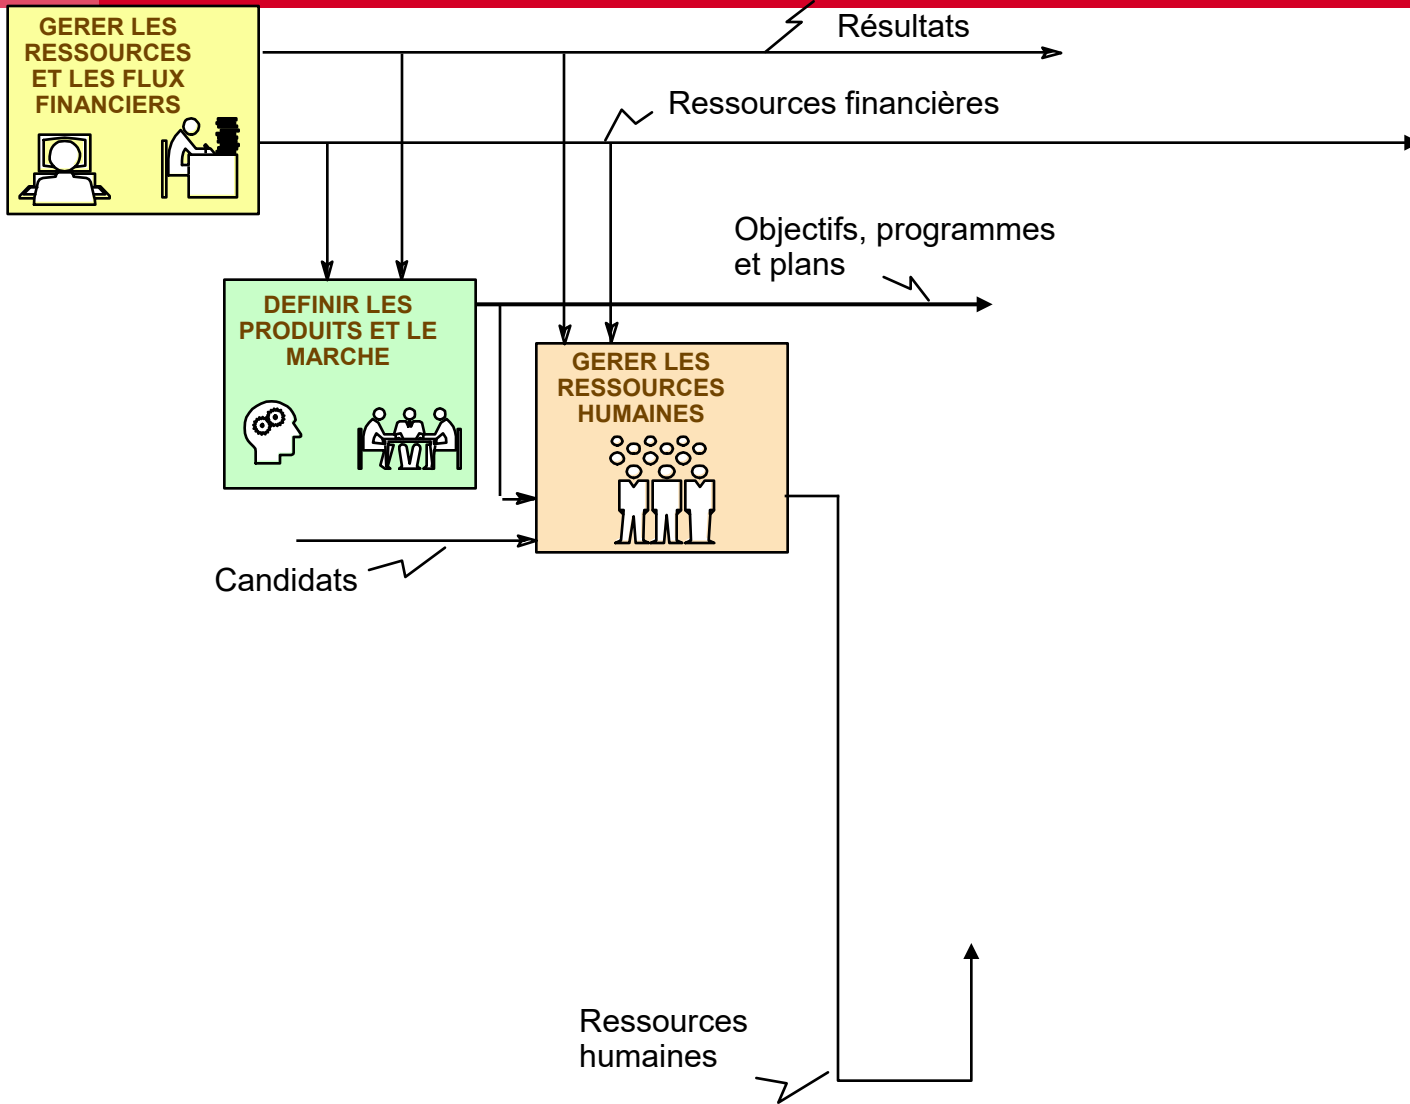 GERER LES
RESSOURCES
ET LES FLUX
FINANCIERS
Résultats
Ressources financières
Objectifs, programmes
et plans
DEFINIR LES
PRODUITS ET LE
MARCHE
GERER LES
RESSOURCES
HUMAINES
Candidats
Ressources
humaines